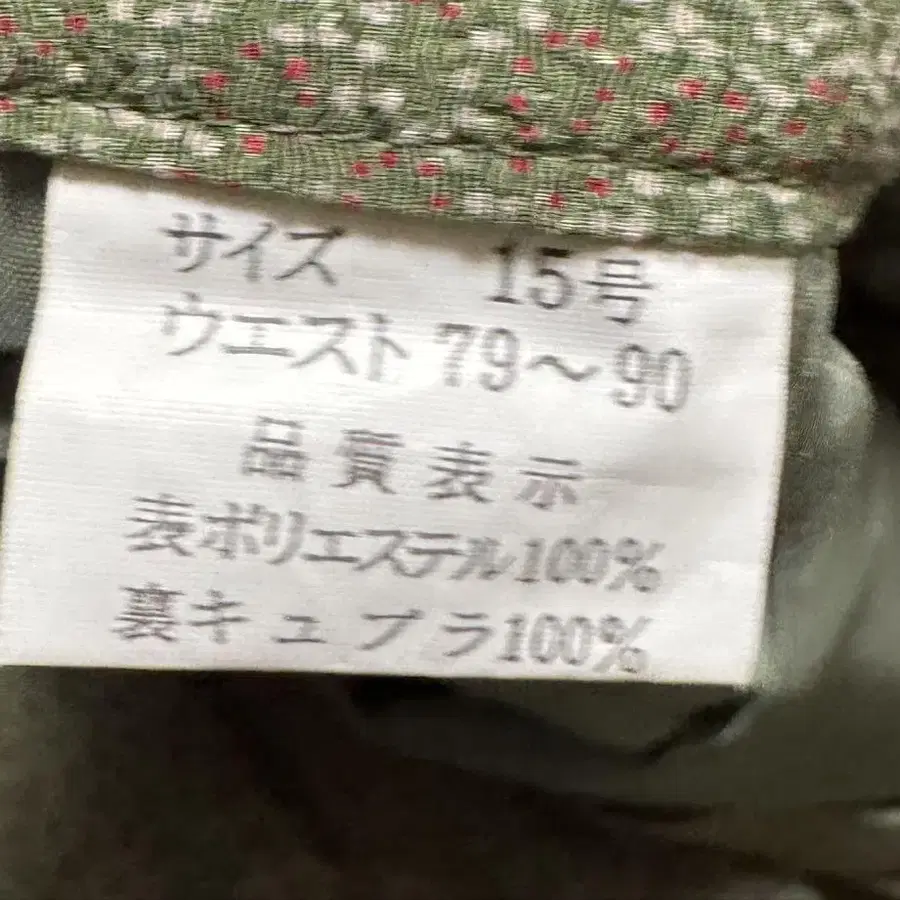 サイズ 15号
ウエスト 79～90
品質表示
表ポリエステル100%
裏キュプラ100%